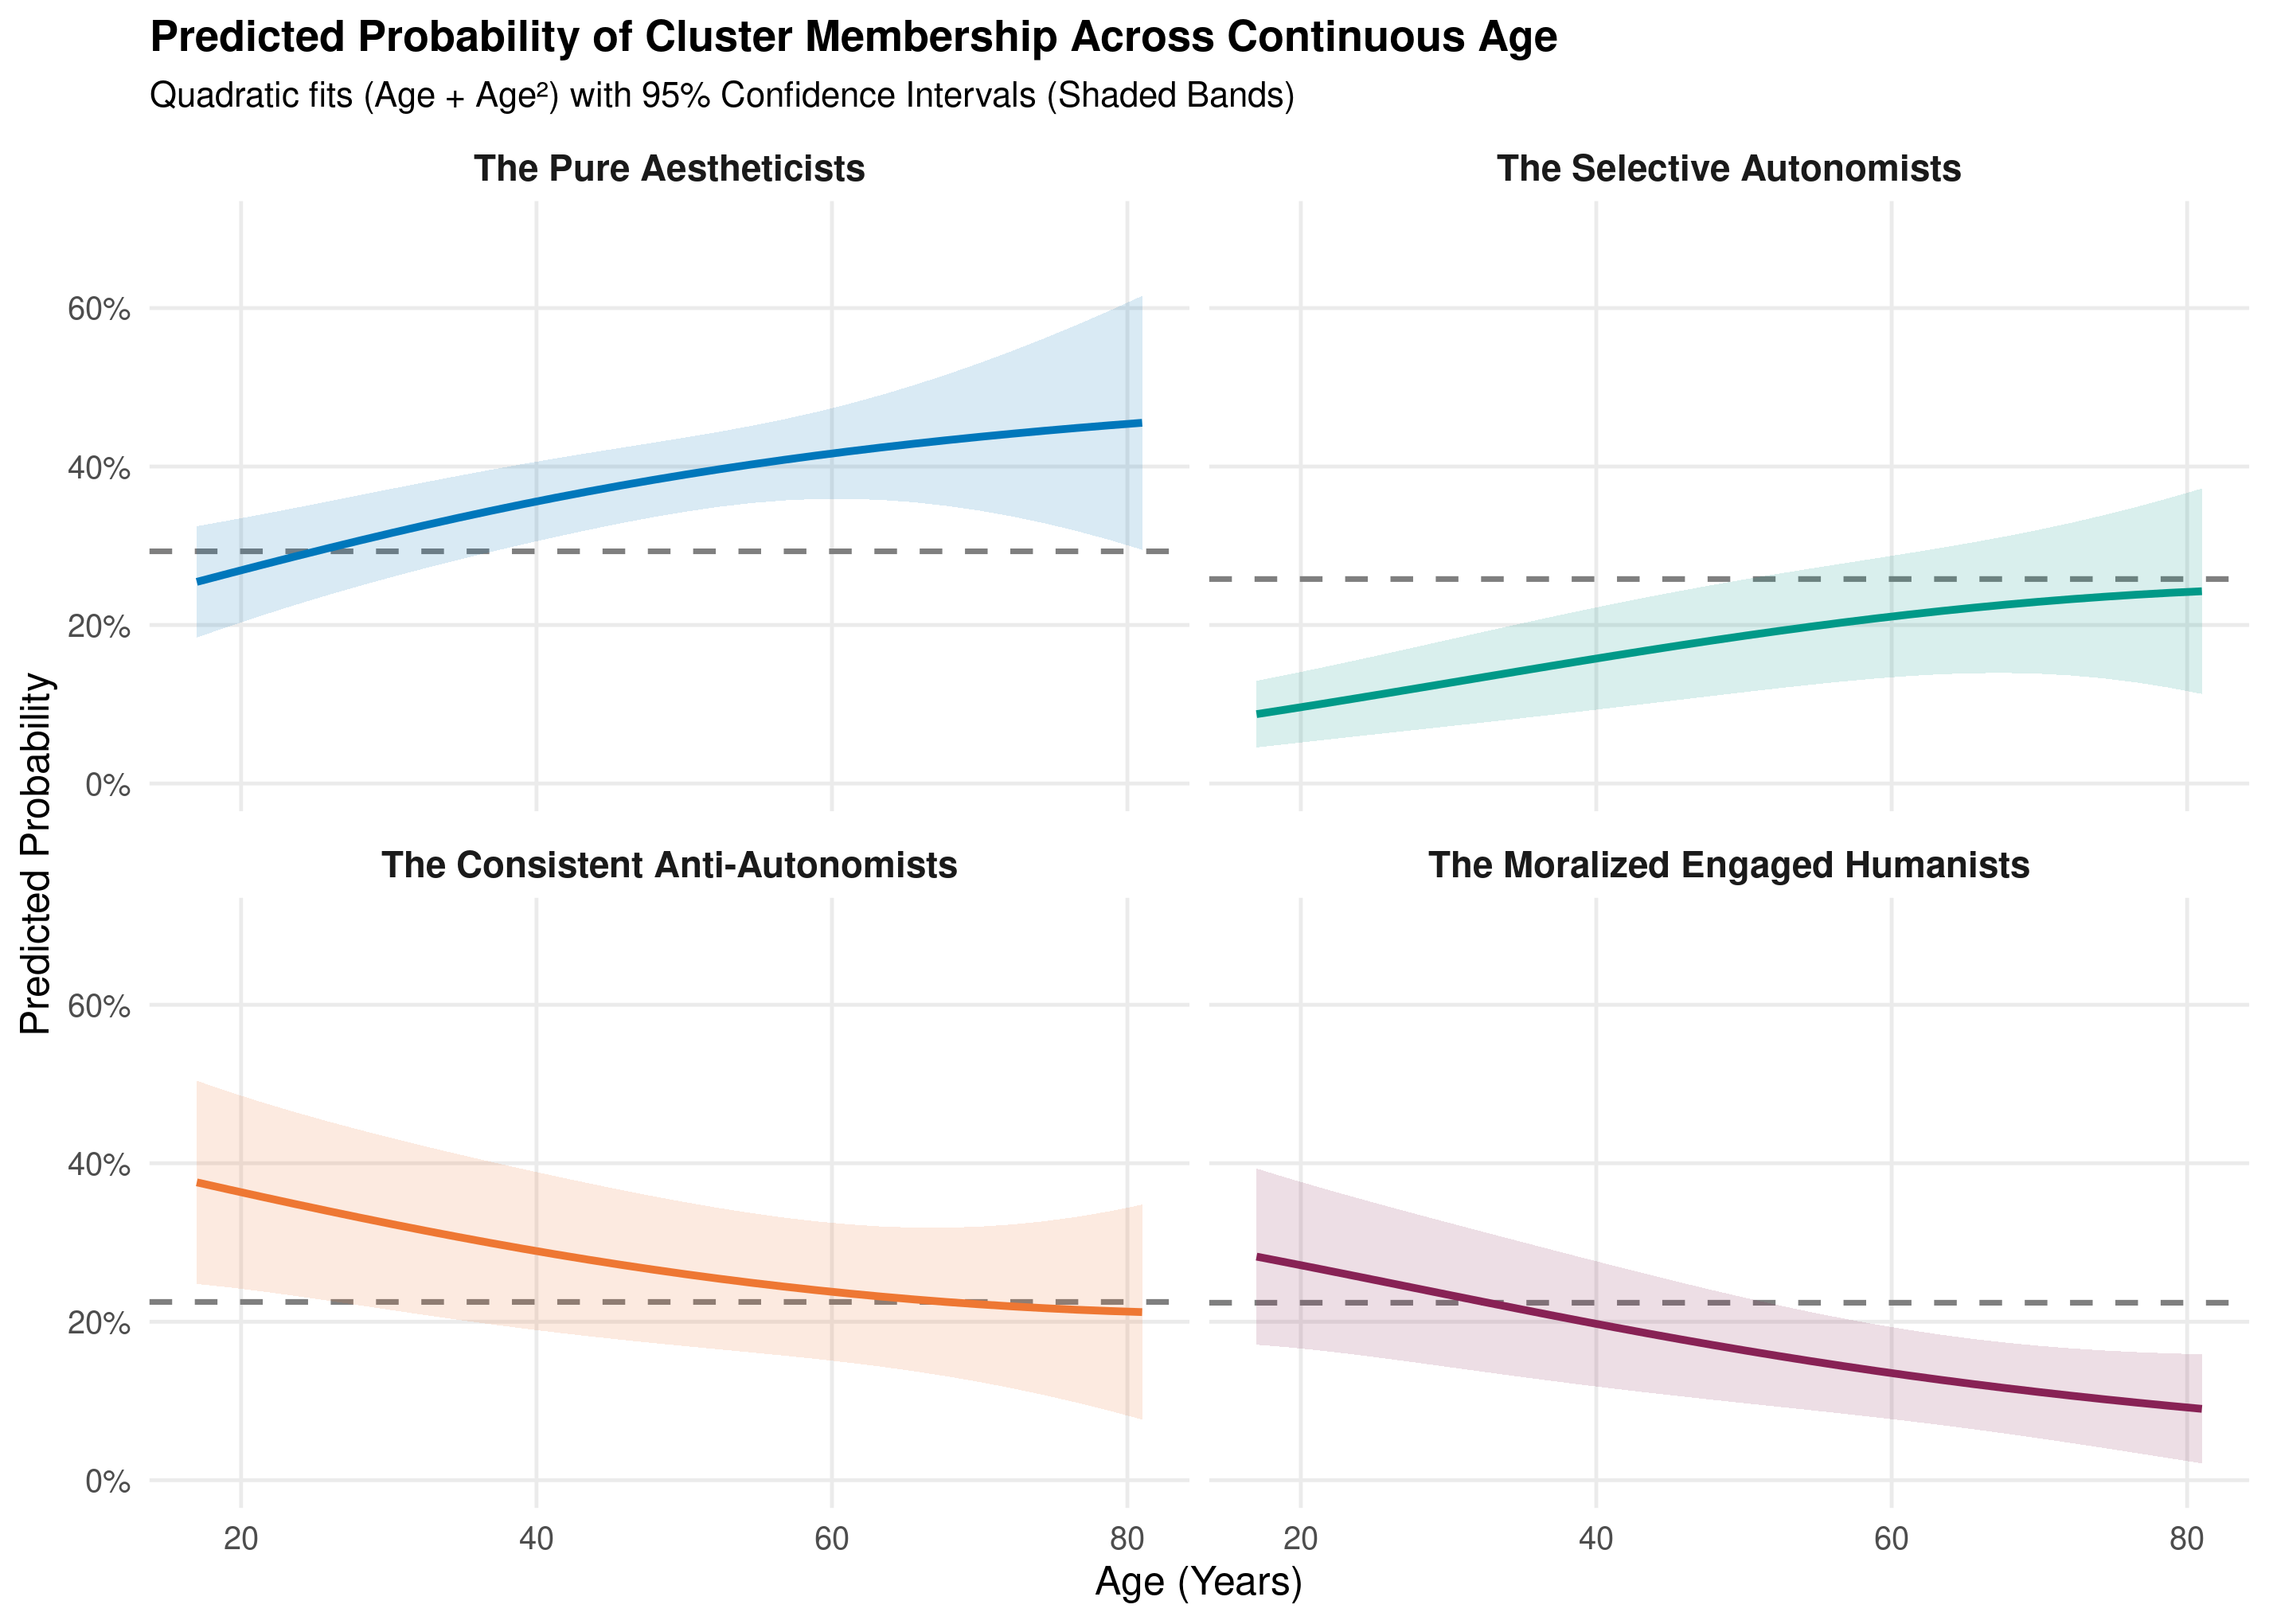 Predicted Probability of Cluster Membership Across Continuous Age
Quadratic fits (Age + Age²) with 95% Confidence Intervals (Shaded Bands)
The Pure Aestheticists
The Selective Autonomists
60%
40%
20%
0%
Predicted Probability
The Consistent Anti-Autonomists
The Moralized Engaged Humanists
60%
40%
20%
0%
20 40 60 80 20 40 60 80
Age (Years)